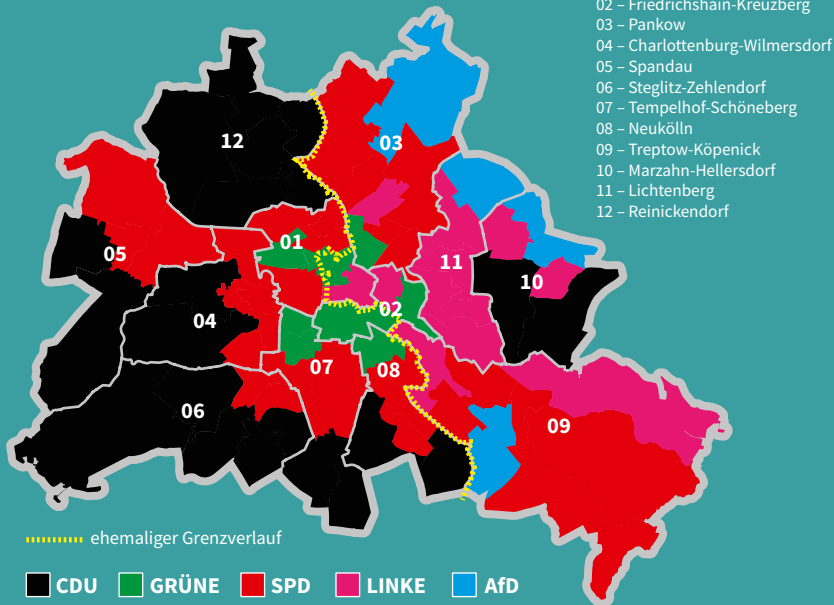 02 – Friedrichshain-Kreuzberg
03 – Pankow
04 – Charlottenburg-Wilmersdorf
05 – Spandau
06 – Steglitz-Zehlendorf
07 – Tempelhof-Schöneberg
08 – Neukölln
09 – Treptow-Köpenick
10 – Marzahn-Hellersdorf
11 – Lichtenberg
12 – Reinickendorf
12
03
01
05
11
10
02
04
07
08
06
09
ehemaliger Grenzverlauf
CDU GRÜNE SPD LINKE AfD